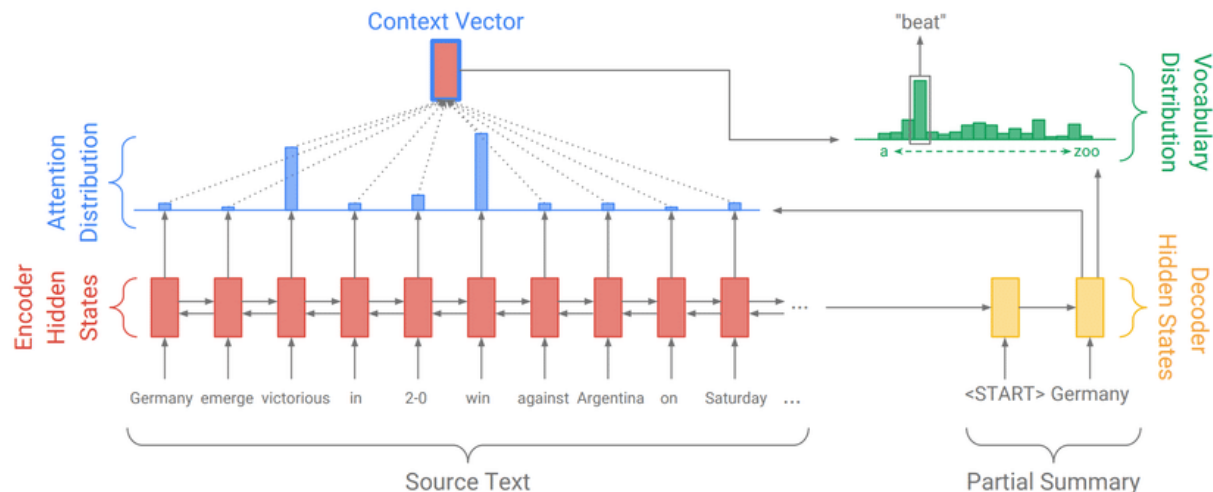 Context Vector
"beat"
Vocabulary
Distribution
a
zoo
Attention
Distribution
Encoder
Hidden
States
...
Decoder
Hidden States
Germany emerge victorious in 2-0 win against Argentina on Saturday ...
<START> Germany
Source Text
Partial Summary